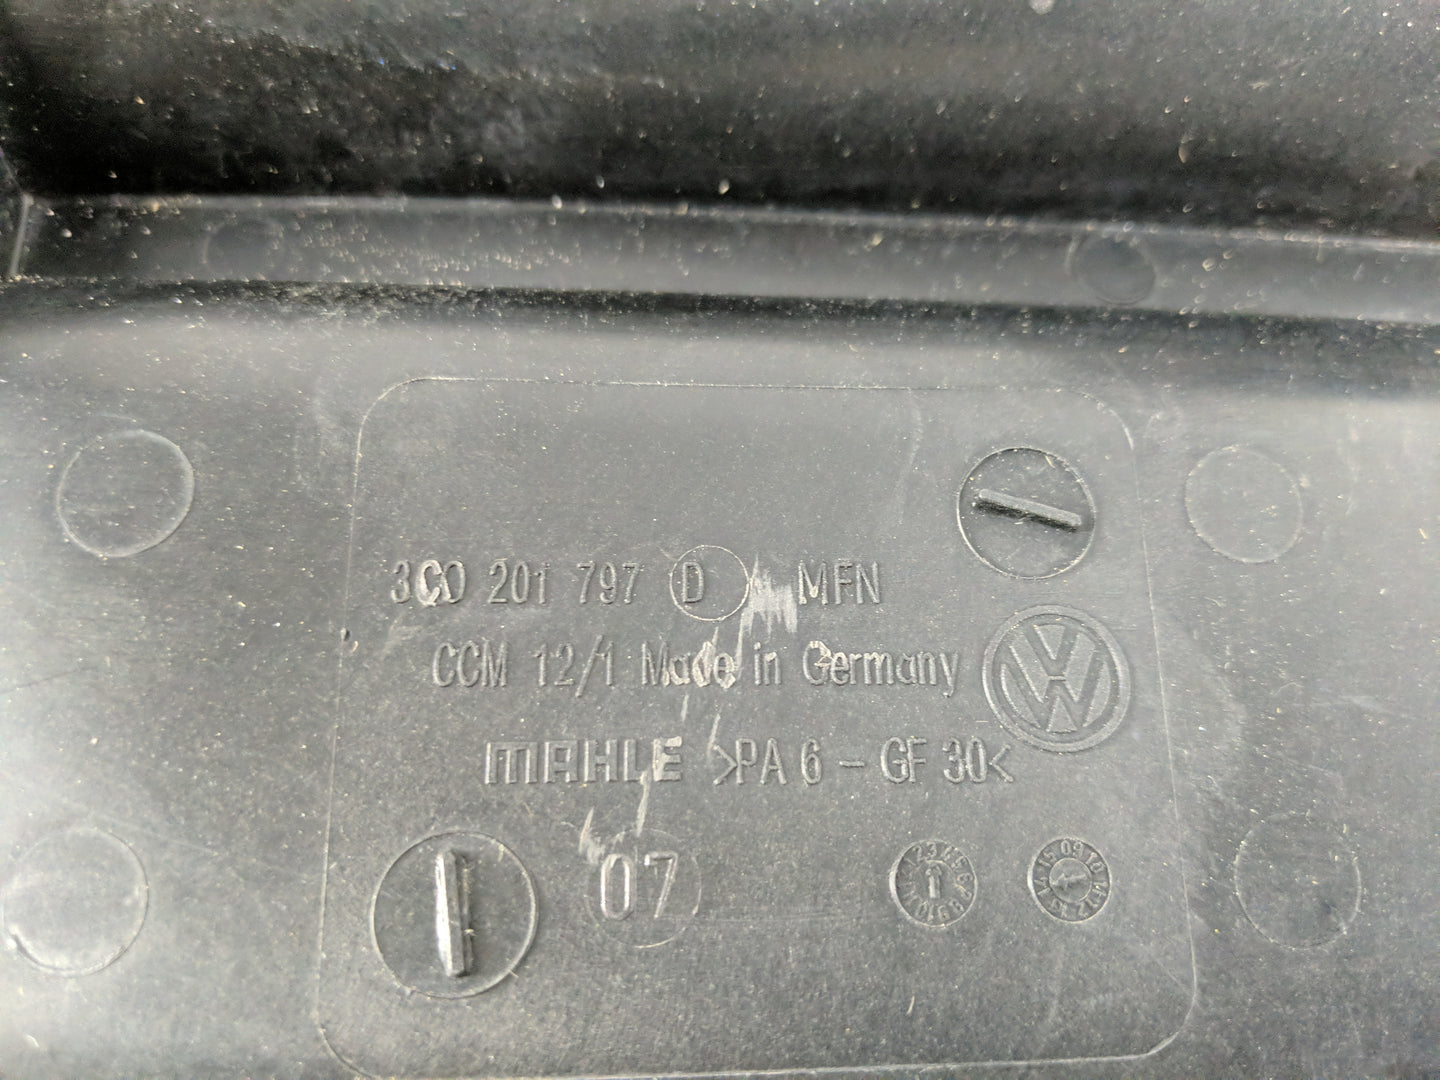 3C0 201 797 D MFN
CCM 12/1 Made in Germany
MAHLE >PA 6 - GF 30<
07